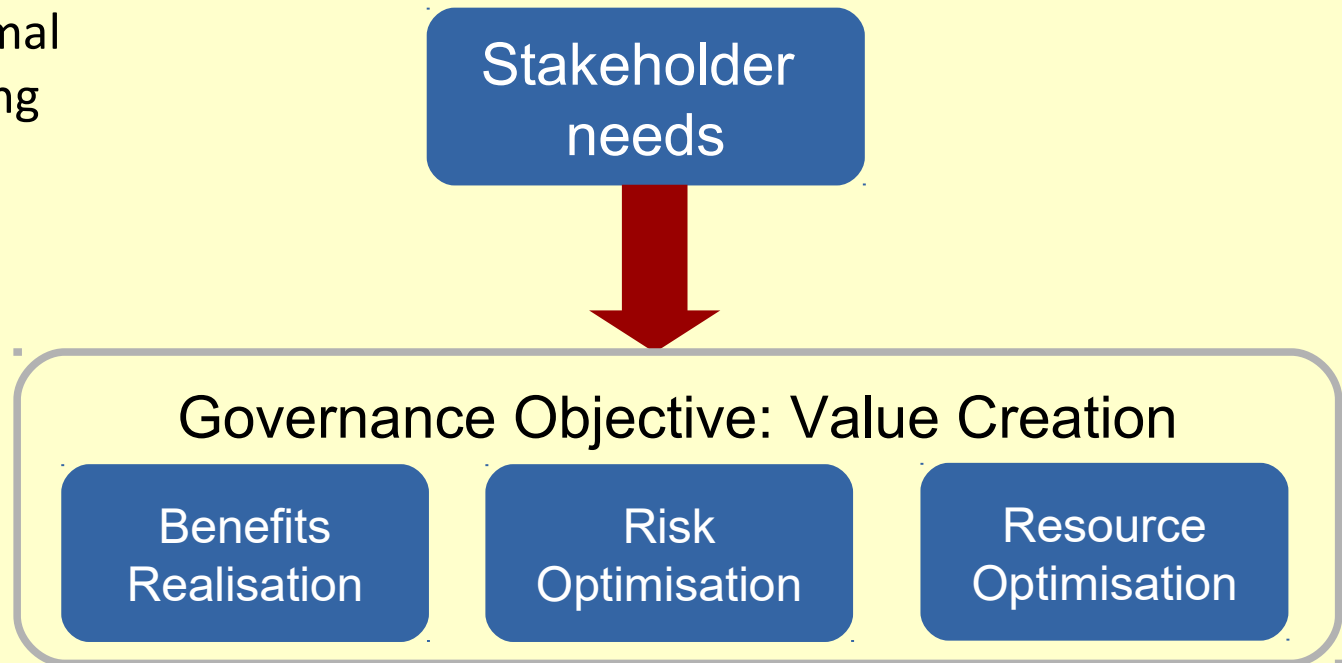 Stakeholder
needs
Governance Objective: Value Creation
Benefits
Realisation
Risk
Optimisation
Resource
Optimisation